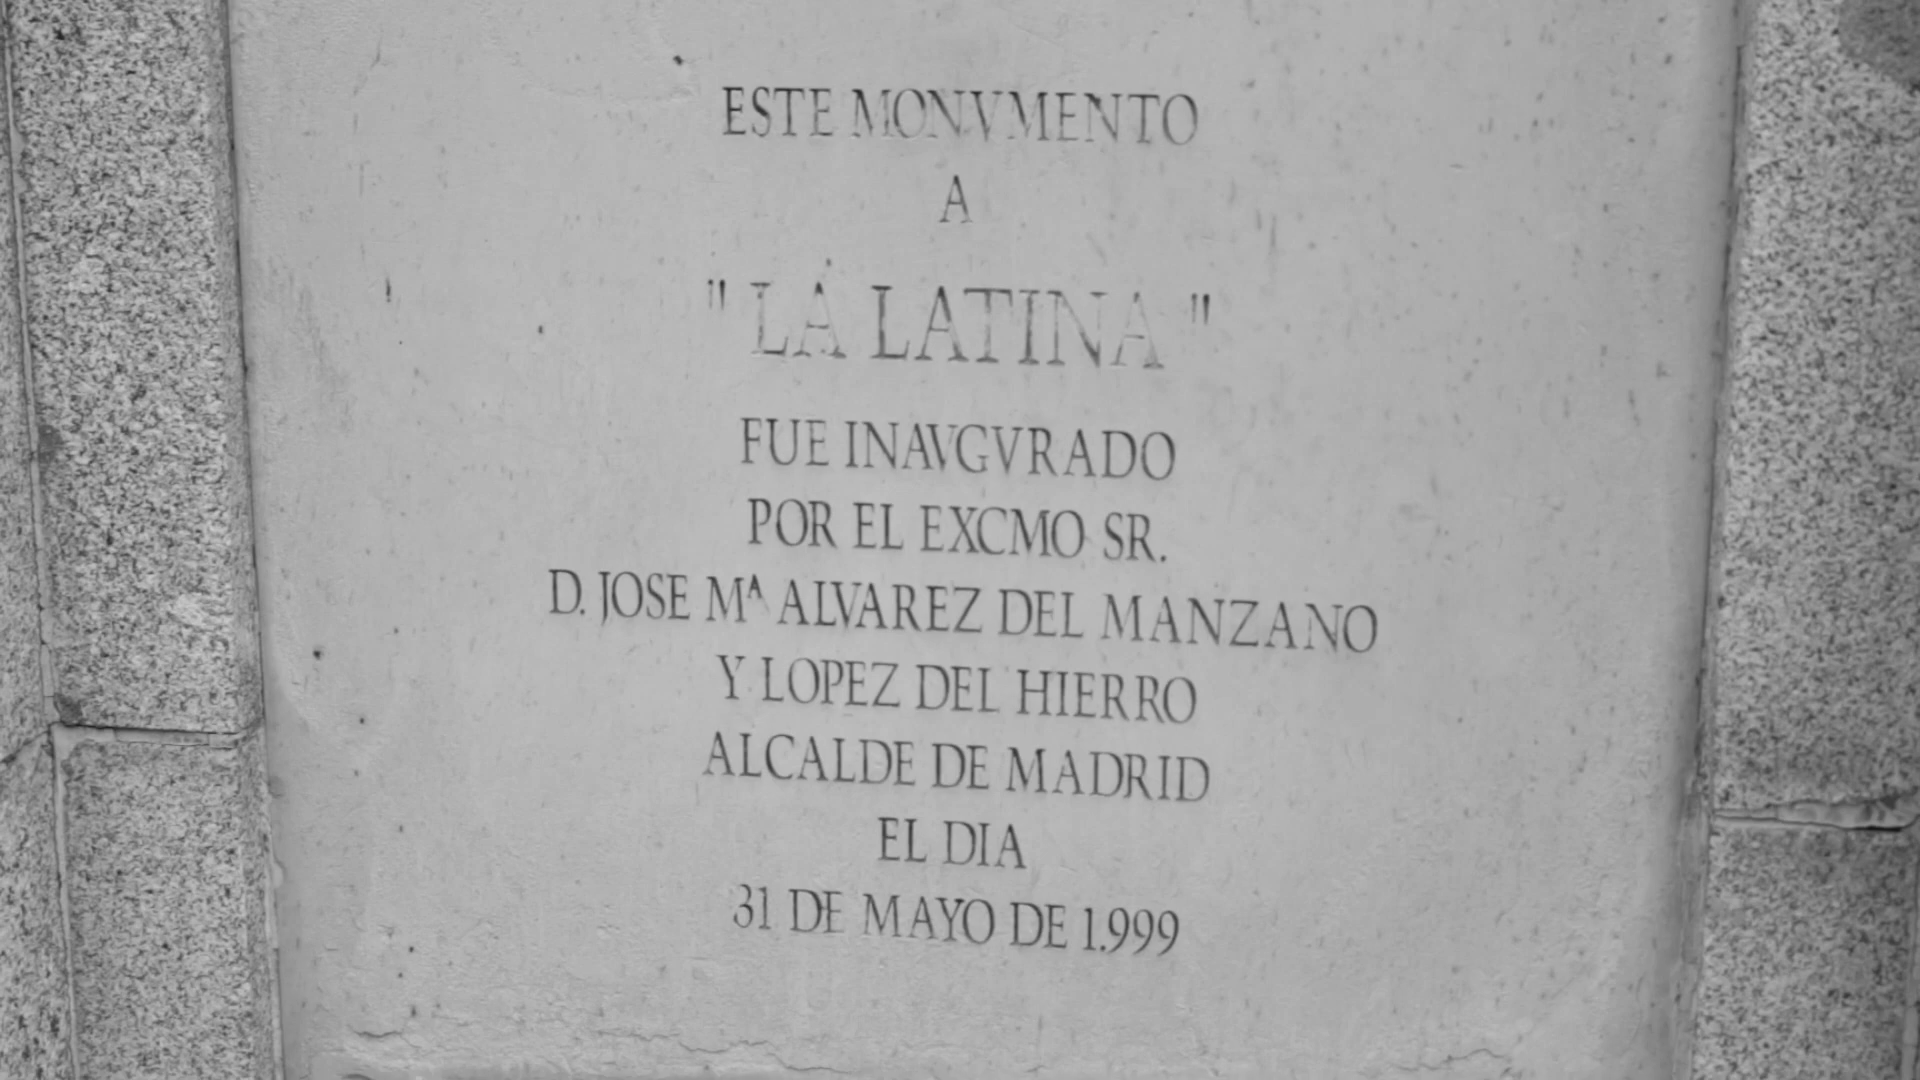 ESTE MONVMENTO
A
" LA LATINA "
FUE INAVGVRADO
POR EL EXCMO SR.
D. JOSE Mª ALVAREZ DEL MANZANO
Y LOPEZ DEL HIERRO
ALCALDE DE MADRID
EL DIA
31 DE MAYO DE 1.999